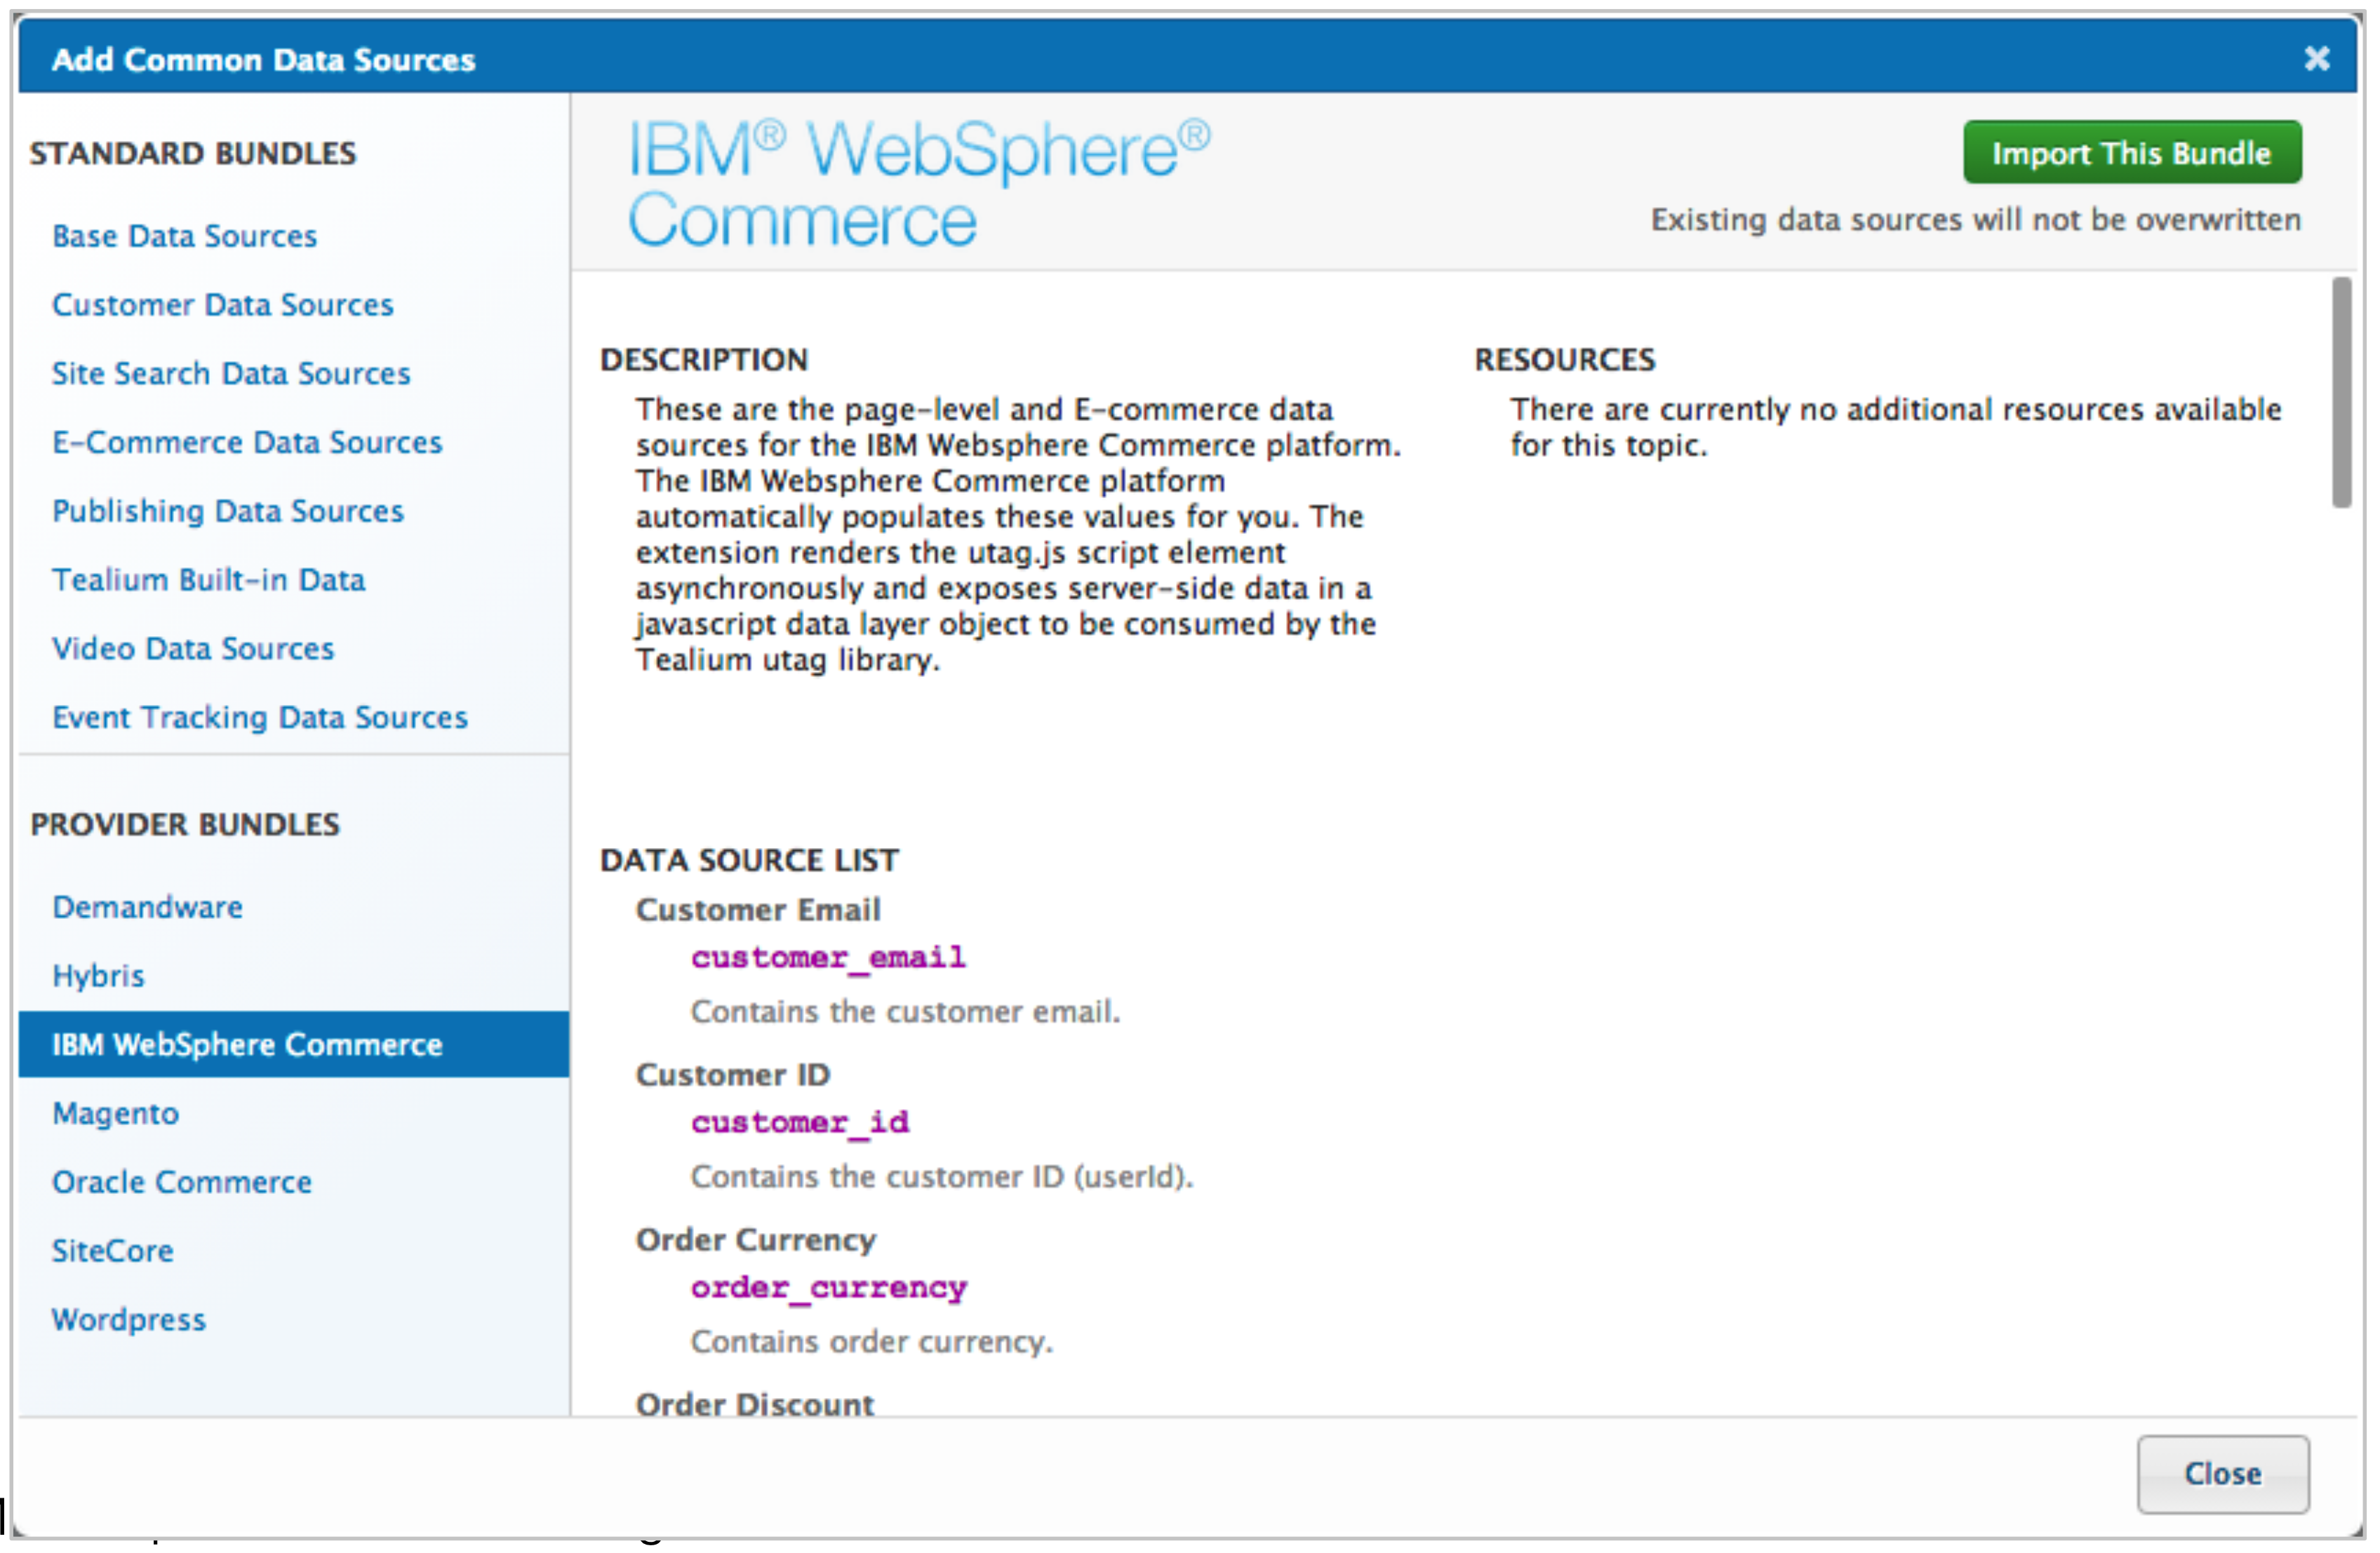 Add Common Data Sources
STANDARD BUNDLES
Base Data Sources
Customer Data Sources
Site Search Data Sources
E-Commerce Data Sources
Publishing Data Sources
Tealium Built-in Data
Video Data Sources
Event Tracking Data Sources
PROVIDER BUNDLES
Demandware
Hybris
IBM WebSphere Commerce
Magento
Oracle Commerce
SiteCore
Wordpress
IBM® WebSphere®
Commerce
Import This Bundle
Existing data sources will not be overwritten
DESCRIPTION
These are the page-level and E-commerce data
sources for the IBM Websphere Commerce platform.
The IBM Websphere Commerce platform
automatically populates these values for you. The
extension renders the utag.js script element
asynchronously and exposes server-side data in a
javascript data layer object to be consumed by the
Tealium utag library.
RESOURCES
There are currently no additional resources available
for this topic.
DATA SOURCE LIST
Customer Email
customer_email
Contains the customer email.
Customer ID
customer_id
Contains the customer ID (userId).
Order Currency
order_currency
Contains order currency.
Order Discount
Close